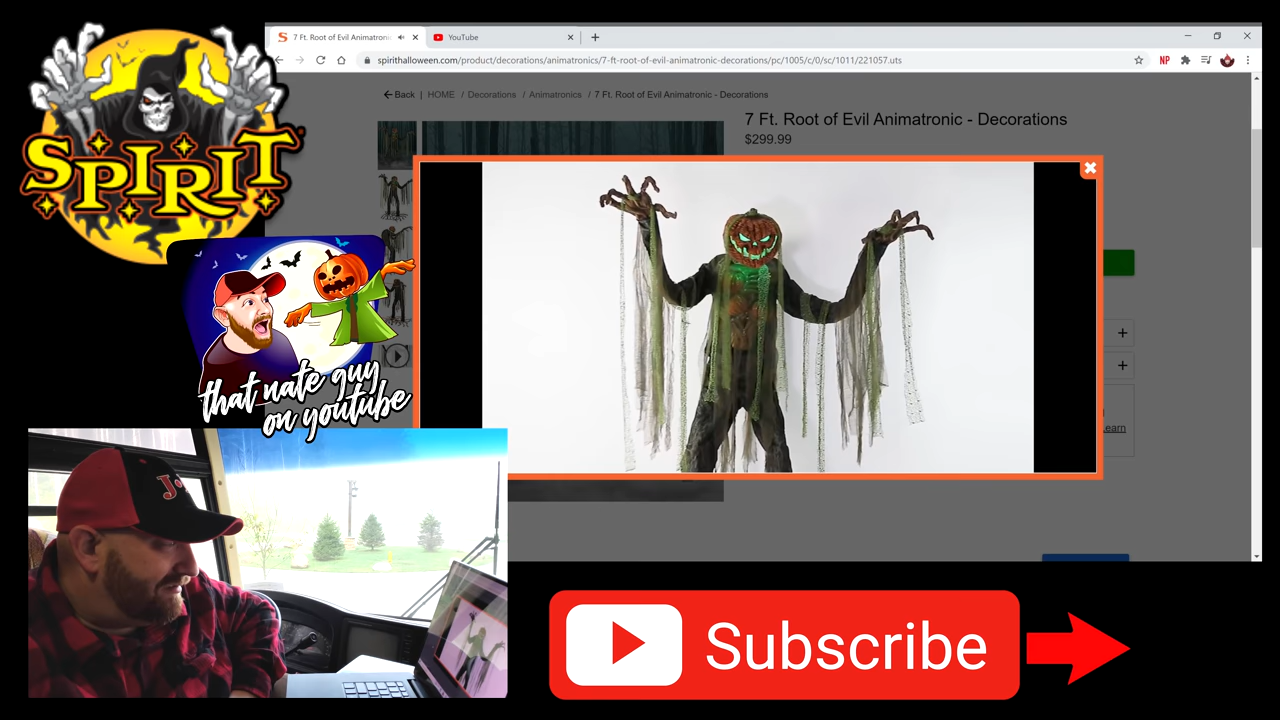 7 Ft. Root of Evil Animatronic
YouTube
spirithalloween.com/product/decorations/animatronics/7-ft-root-of-evil-animatronic-decorations/pc/1005/c/0/sc/1011/221057.uts
NP
Back | HOME / Decorations / Animatronics / 7 Ft. Root of Evil Animatronic - Decorations
7 Ft. Root of Evil Animatronic - Decorations
$299.99
SPIRIT
that nate guy
on youtube
Subscribe